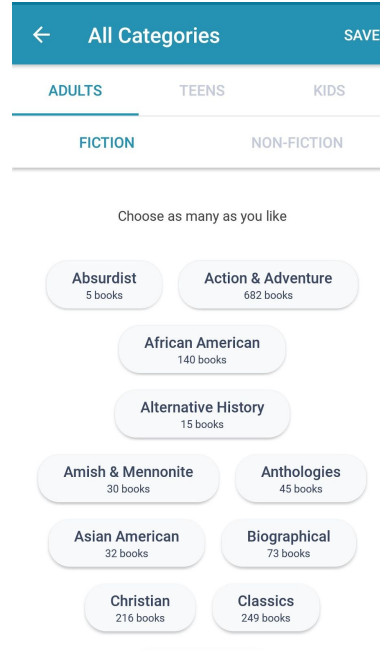 All Categories SAVE
ADULTS TEENS KIDS
FICTION NON-FICTION
Choose as many as you like
Absurdist Action & Adventure
5 books 682 books
African American
140 books
Alternative History
15 books
Amish & Mennonite Anthologies
30 books 45 books
Asian American Biographical
32 books 73 books
Christian Classics
216 books 249 books